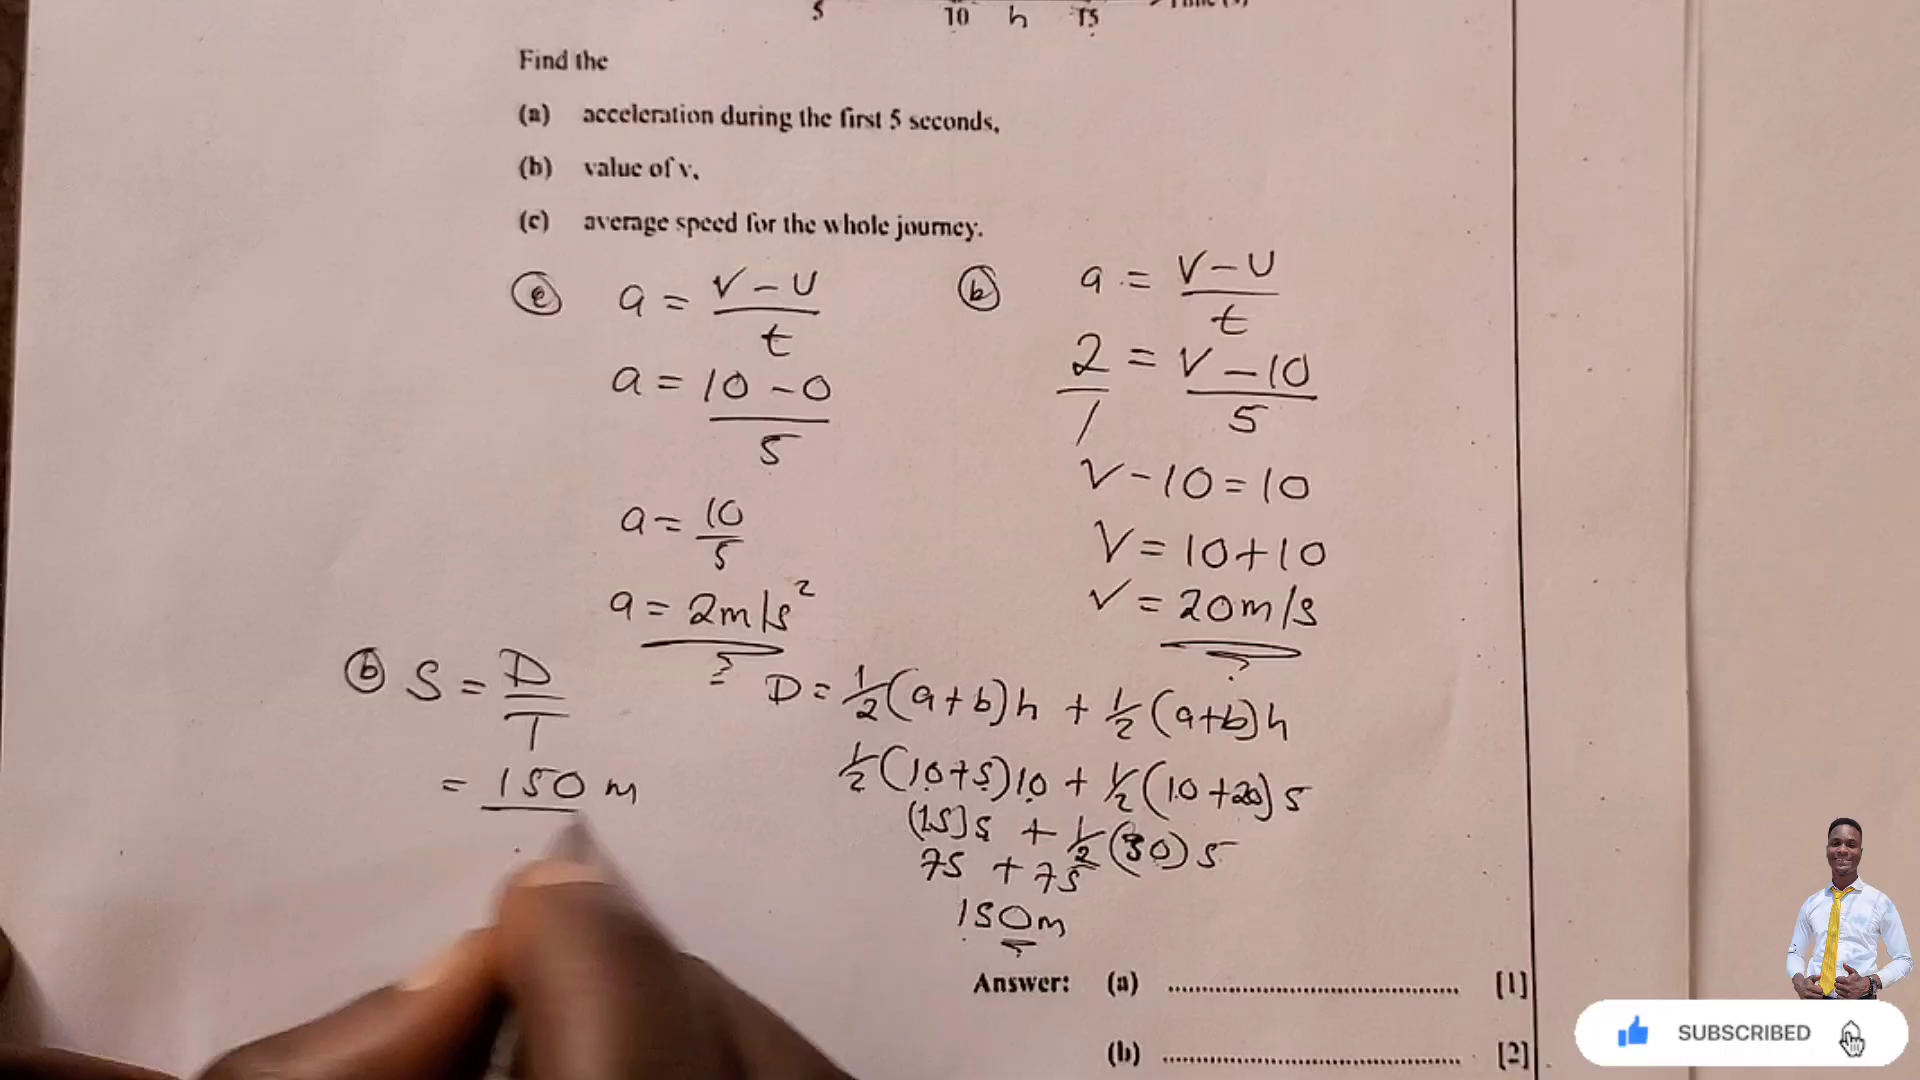 5 10 h 15 Time (s)
Find the
(a) acceleration during the first 5 seconds,
(b) value of v,
(c) average speed for the whole journey.
(a) a = V - U / t
a = 10 - 0 / 5
a = 10 / 5
a = 2m/s²
(b) a = V - U / t
2 / 1 = V - 10 / 5
V - 10 = 10
V = 10 + 10
V = 20m/s
(b) S = D / T
= 150 m
D = 1/2 (a + b)h + 1/2 (a+b)h
1/2 (10+5)10 + 1/2 (10+20)5
(15)5 + 1/2 (30)5
75 + 75
150m
Answer: (a) ........................................ [1]
(b) ........................................ [2]
SUBSCRIBED